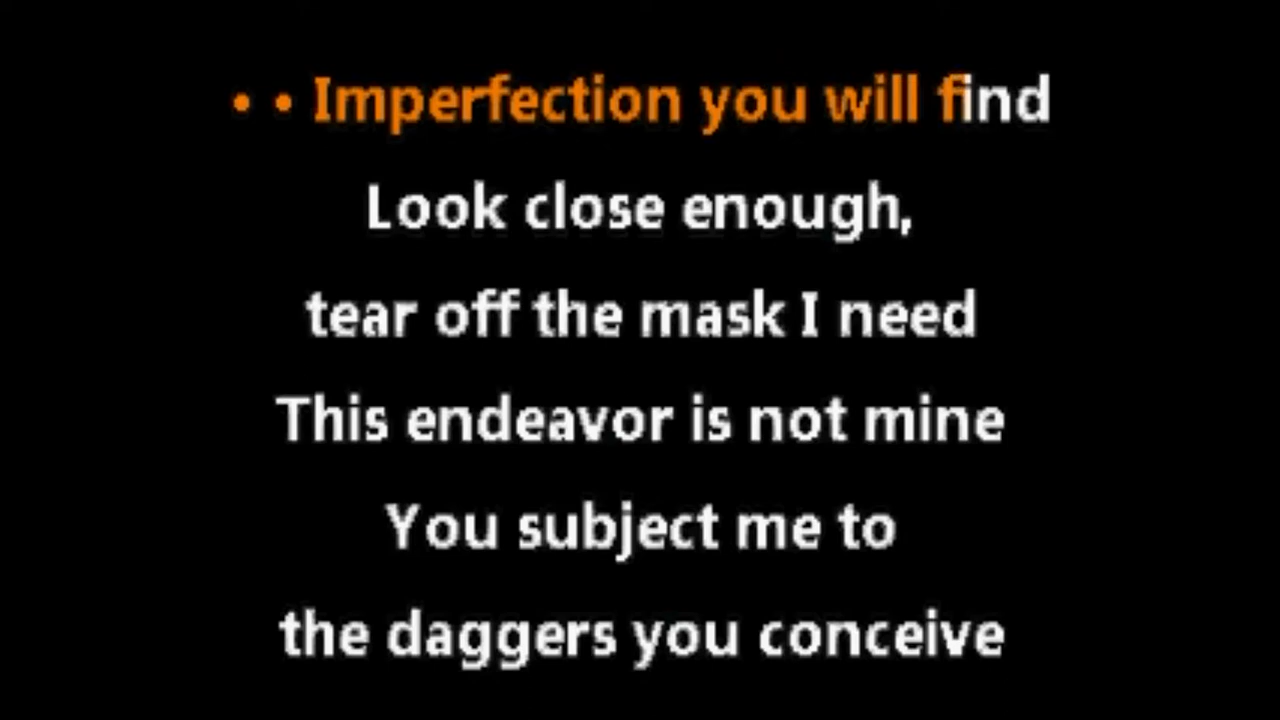 • • Imperfection you will find
Look close enough,
tear off the mask I need
This endeavor is not mine
You subject me to
the daggers you conceive